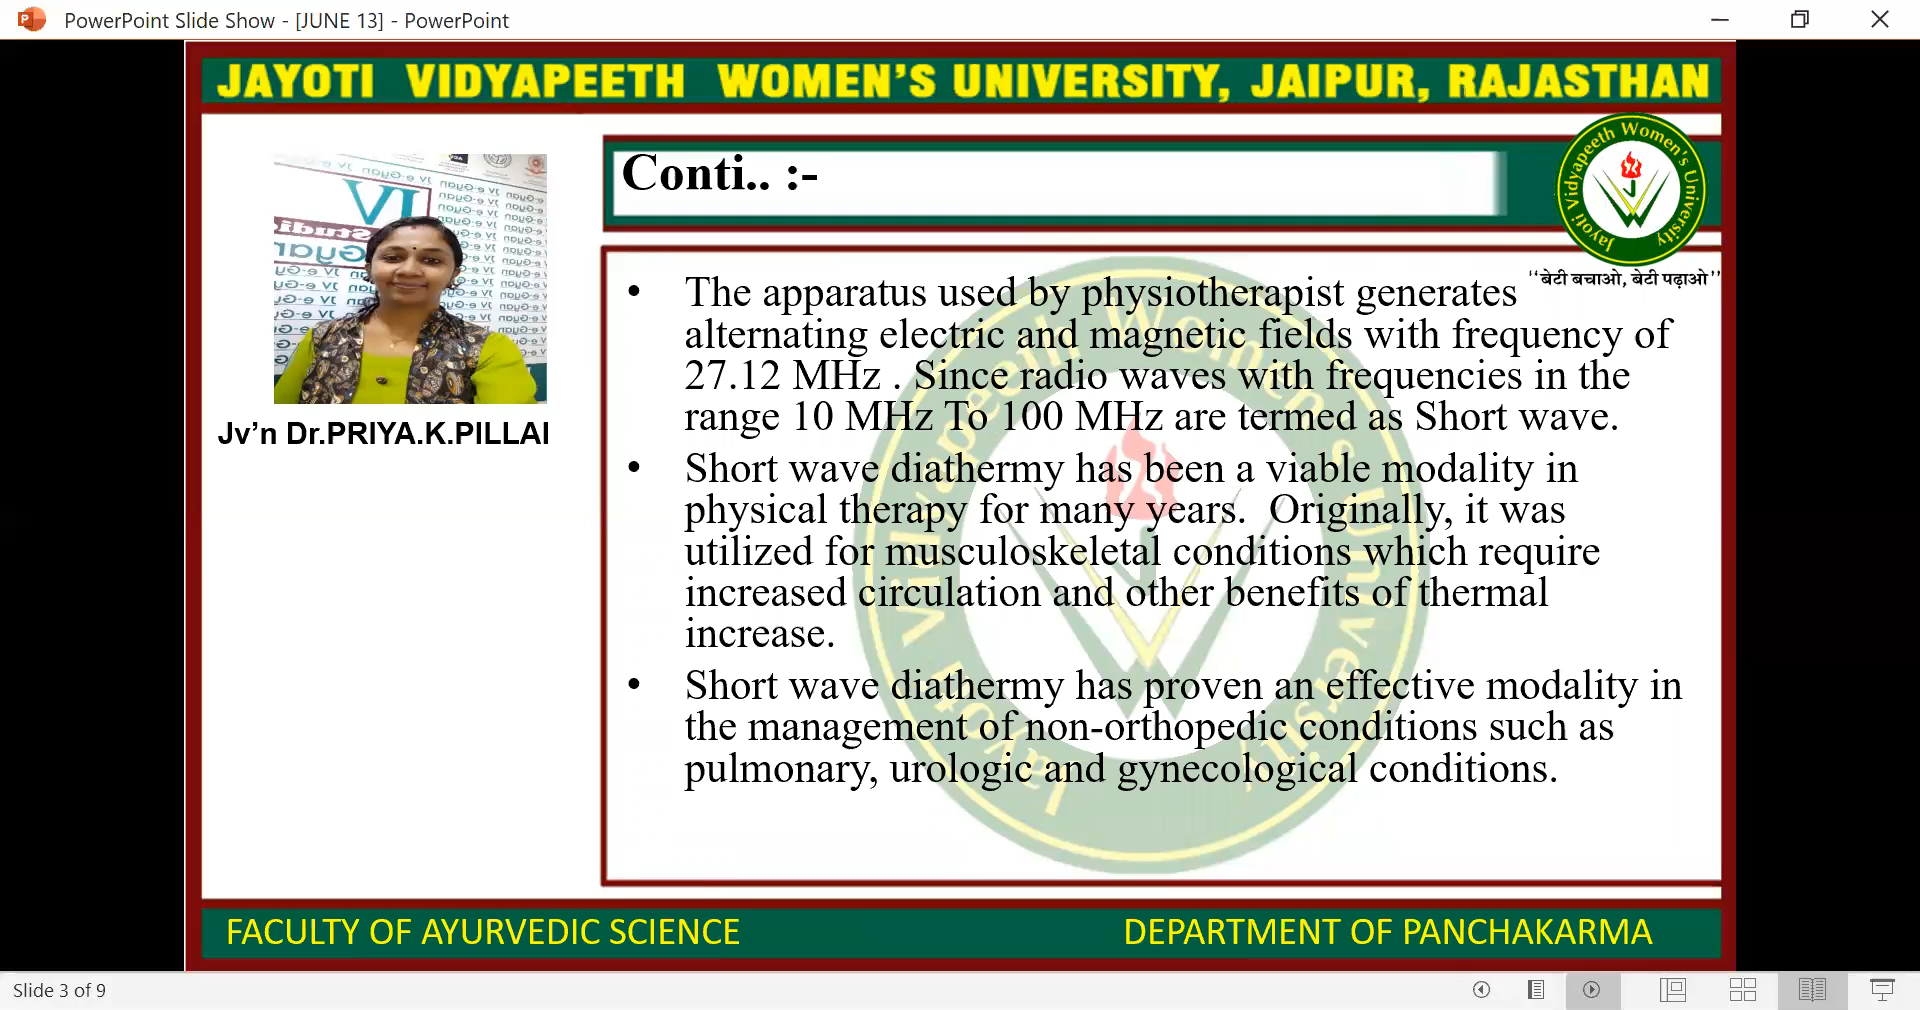 PowerPoint Slide Show - [JUNE 13] - PowerPoint
JAYOTI VIDYAPEETH WOMEN'S UNIVERSITY, JAIPUR, RAJASTHAN
Conti.. :-
Jayoti Vidyapeeth Women's University
“बेटी बचाओ, बेटी पढ़ाओ”
Jv’n Dr.PRIYA.K.PILLAI
• The apparatus used by physiotherapist generates
alternating electric and magnetic fields with frequency of
27.12 MHz . Since radio waves with frequencies in the
range 10 MHz To 100 MHz are termed as Short wave.
• Short wave diathermy has been a viable modality in
physical therapy for many years. Originally, it was
utilized for musculoskeletal conditions which require
increased circulation and other benefits of thermal
increase.
• Short wave diathermy has proven an effective modality in
the management of non-orthopedic conditions such as
pulmonary, urologic and gynecological conditions.
FACULTY OF AYURVEDIC SCIENCE
DEPARTMENT OF PANCHAKARMA
Slide 3 of 9